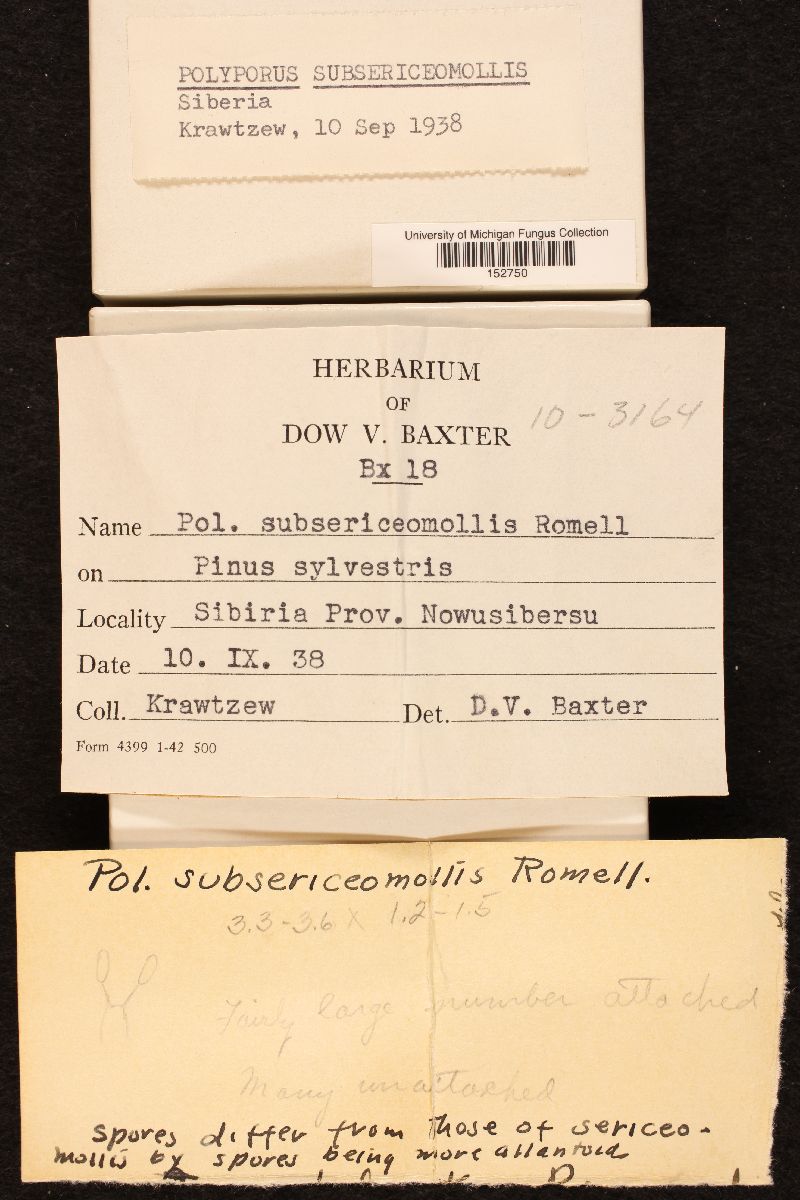 POLYPORUS SUBSERICEOMOLLIS
Siberia
Krawtzew, 10 Sep 1938
University of Michigan Fungus Collection
152750
HERBARIUM
OF
DOW V. BAXTER
10-3164
Bx 18
Name Pol. subsericeomollis Romell
on Pinus sylvestris
Locality Sibiria Prov. Nowusibersu
Date 10. IX. 38
Coll. Krawtzew Det. D.V. Baxter
Form 4399 1-42 500
Pol. subsericeomollis Romell.
3.3-3.6 X 1.2-1.5
Fairly large number attached
Many unattached
spores differ from those of sericeo-
mollis by spores being more allantoid